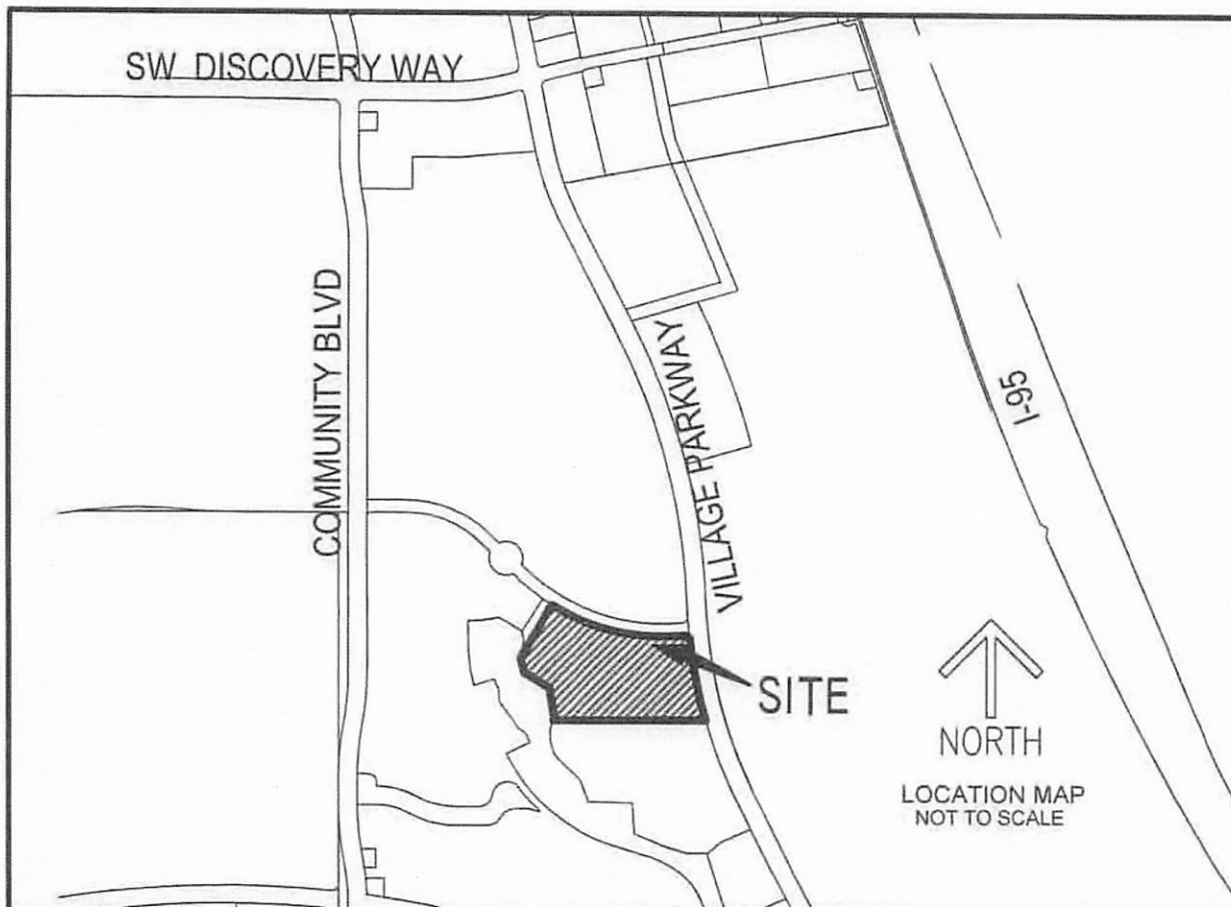 SW DISCOVERY WAY
COMMUNITY BLVD
VILLAGE PARKWAY
I-95
SITE
NORTH
LOCATION MAP
NOT TO SCALE